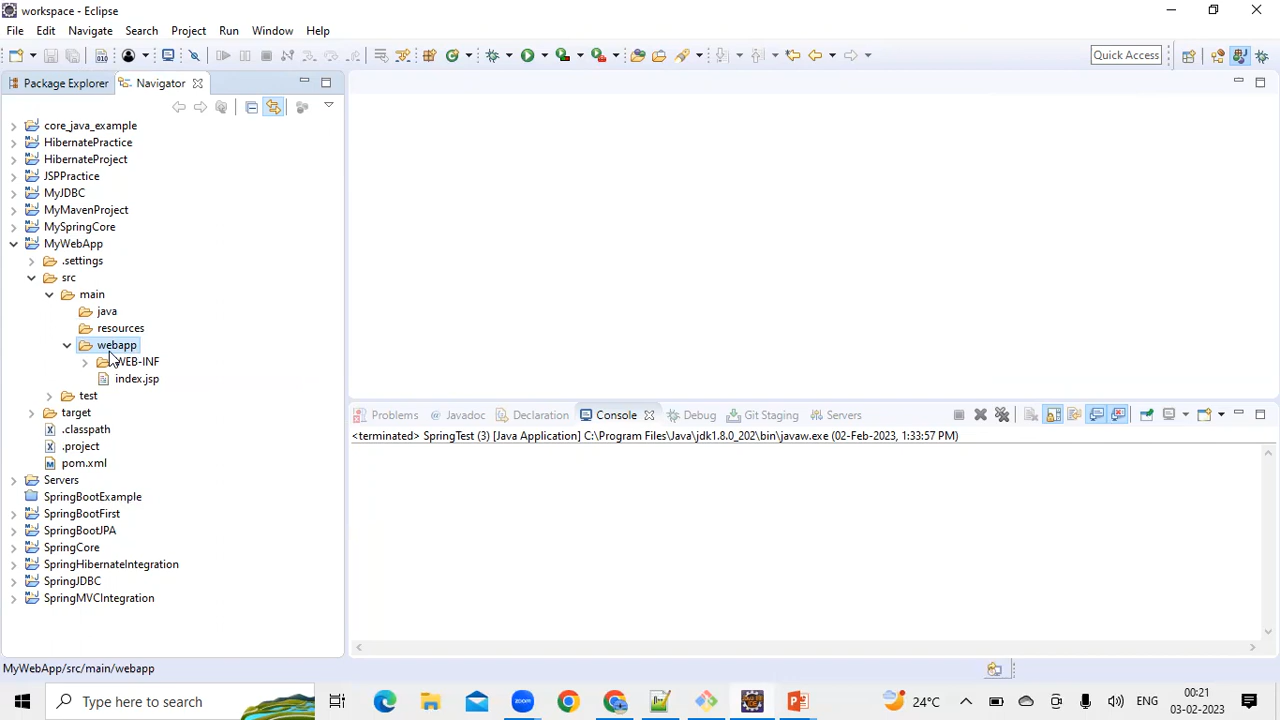 workspace - Eclipse
File Edit Navigate Search Project Run Window Help
Quick Access
Package Explorer Navigator
core_java_example
HibernatePractice
HibernateProject
JSPPractice
MyJDBC
MyMavenProject
MySpringCore
MyWebApp
.settings
src
main
java
resources
webapp
WEB-INF
index.jsp
test
target
.classpath
.project
pom.xml
Servers
SpringBootExample
SpringBootFirst
SpringBootJPA
SpringCore
SpringHibernateIntegration
SpringJDBC
SpringMVCIntegration
Problems Javadoc Declaration Console Debug Git Staging Servers
<terminated> SpringTest (3) [Java Application] C:\Program Files\Java\jdk1.8.0_202\bin\javaw.exe (02-Feb-2023, 1:33:57 PM)
MyWebApp/src/main/webapp
Type here to search
zoom
24°C
ENG
00:21
03-02-2023